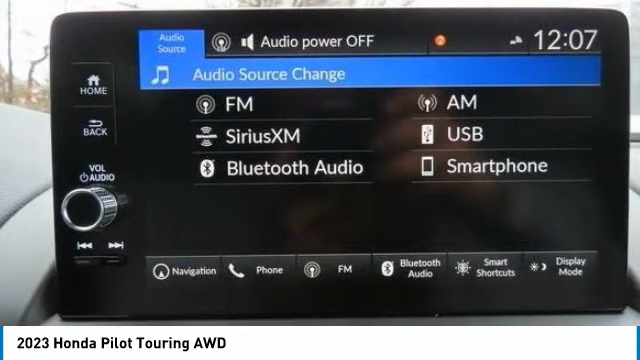 Audio
Source
Audio power OFF
12:07
Audio Source Change
HOME
FM
AM
BACK
SiriusXM
USB
VOL
AUDIO
Bluetooth Audio
Smartphone
Navigation
Phone
FM
Bluetooth
Audio
Smart
Shortcuts
Display
Mode
2023 Honda Pilot Touring AWD